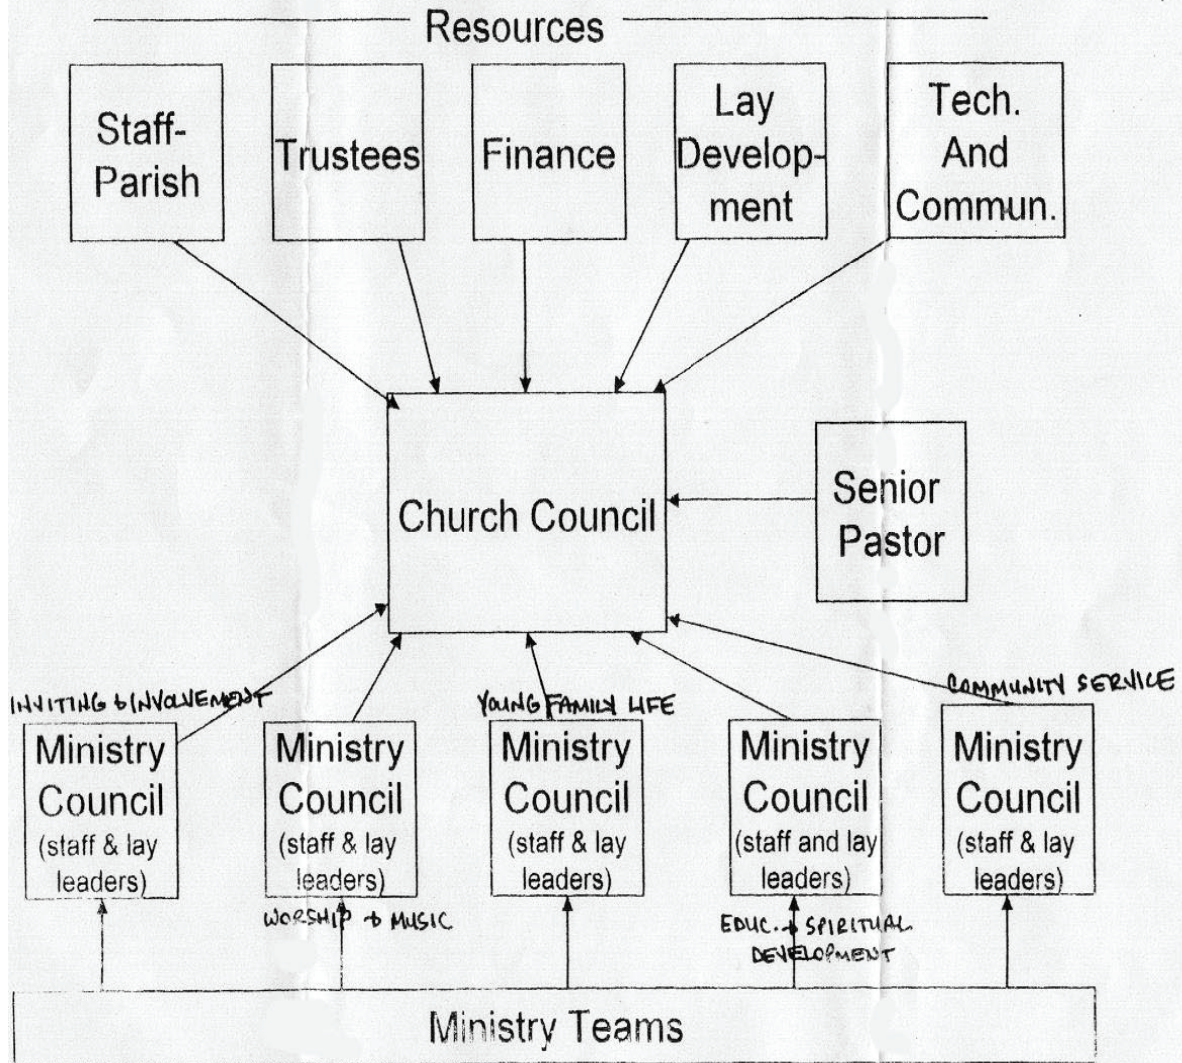 Resources
Staff-
Parish
Trustees
Finance
Lay
Develop-
ment
Tech.
And
Commun.
Church Council
Senior
Pastor
INVITING & INVOLVEMENT
Ministry
Council
(staff & lay
leaders)
Ministry
Council
(staff & lay
leaders)
WORSHIP & MUSIC
YOUNG FAMILY LIFE
Ministry
Council
(staff & lay
leaders)
Ministry
Council
(staff and lay
leaders)
EDUC. & SPIRITUAL
DEVELOPMENT
COMMUNITY SERVICE
Ministry
Council
(staff & lay
leaders)
Ministry Teams